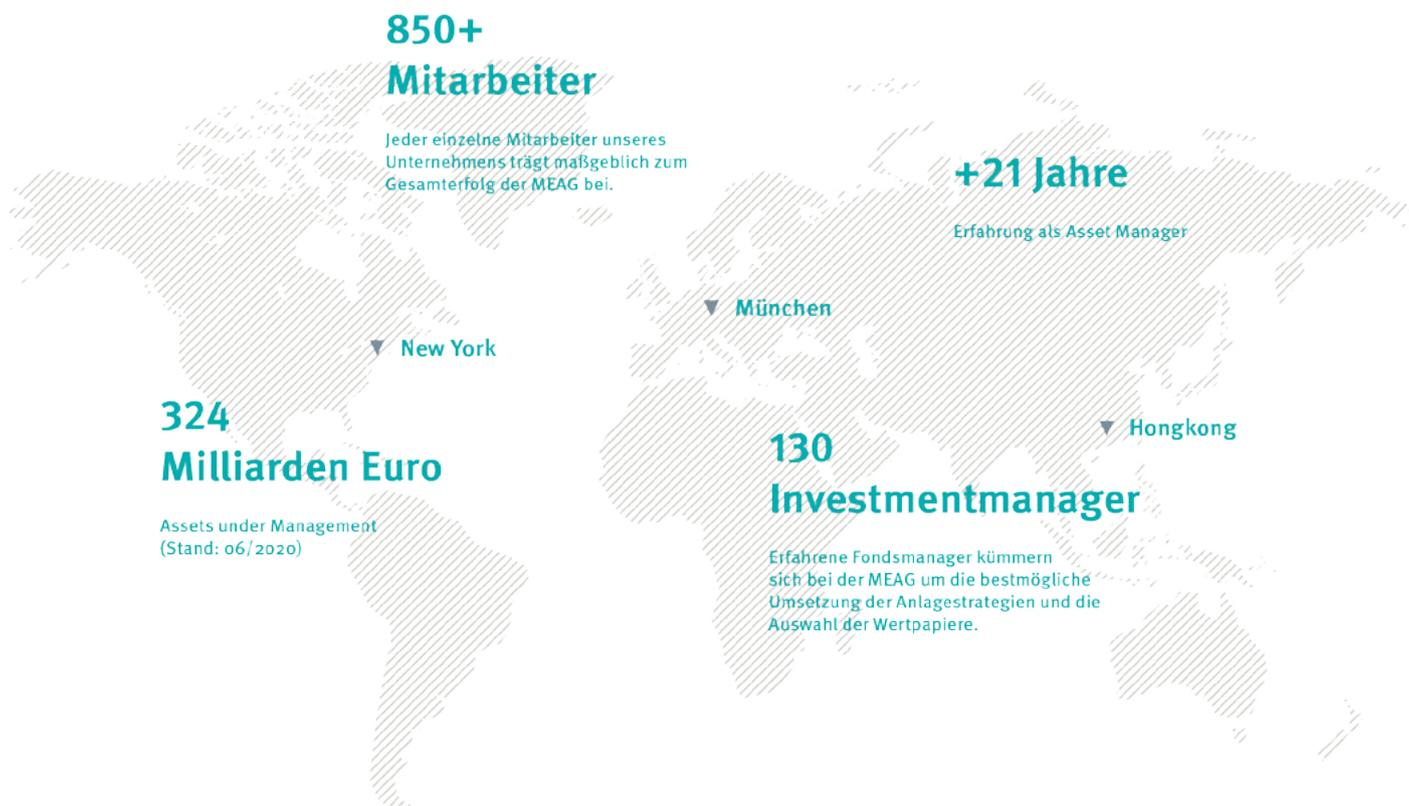 850+
Mitarbeiter
Jeder einzelne Mitarbeiter unseres
Unternehmens trägt maßgeblich zum
Gesamterfolg der MEAG bei.
+21 Jahre
Erfahrung als Asset Manager
München
New York
324
Milliarden Euro
Assets under Management
(Stand: 06/2020)
Hongkong
130
Investmentmanager
Erfahrene Fondsmanager kümmern
sich bei der MEAG um die bestmögliche
Umsetzung der Anlagestrategien und die
Auswahl der Wertpapiere.